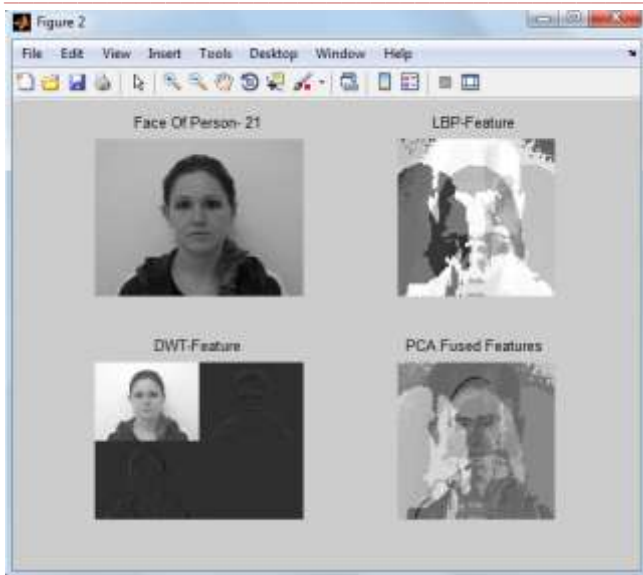 Figure 2
File Edit View Insert Tools Desktop Window Help
Face Of Person- 21
LBP-Feature
DWT-Feature
PCA Fused Features